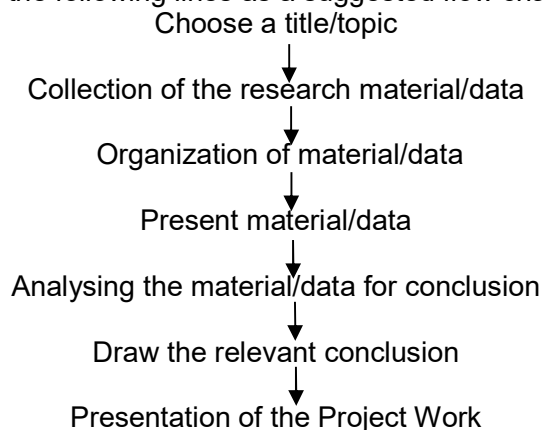 the following lines as a suggested flow
Choose a title/topic
Collection of the research material/data
Organization of material/data
Present material/data
Analysing the material/data for conclusion
Draw the relevant conclusion
Presentation of the Project Work